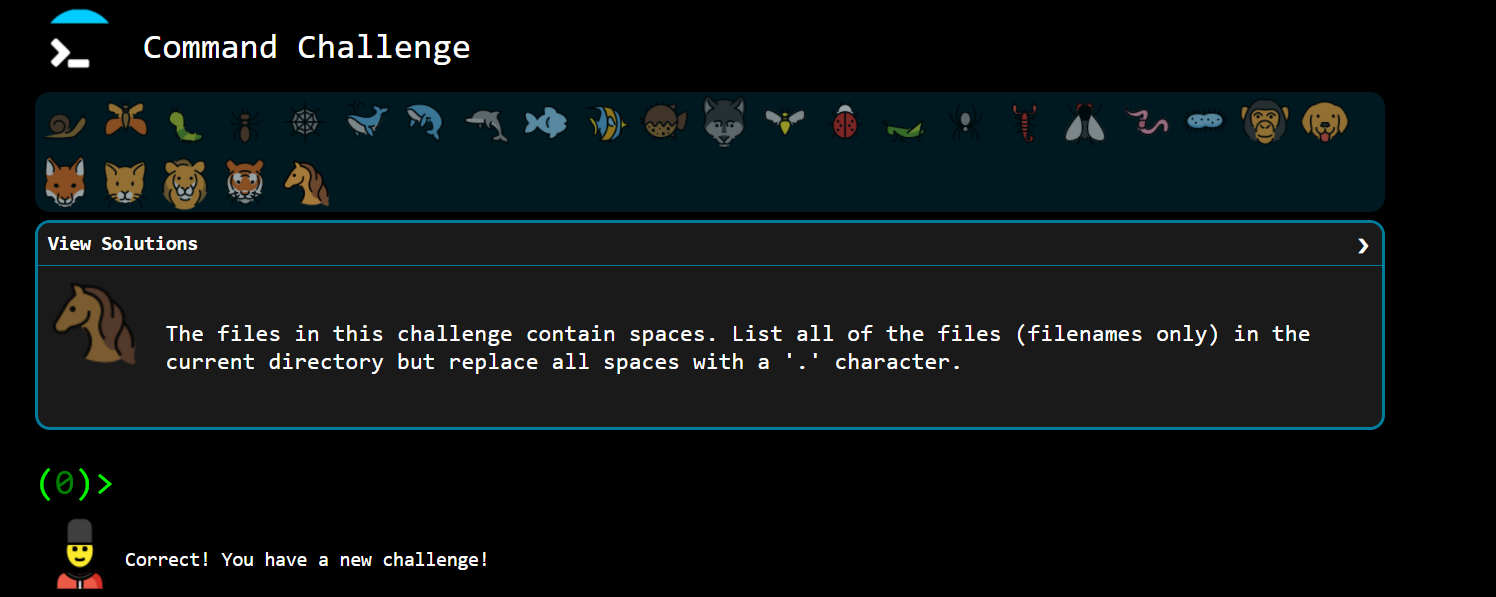 Command Challenge
View Solutions
The files in this challenge contain spaces. List all of the files (filenames only) in the
current directory but replace all spaces with a '.' character.
(0)>
Correct! You have a new challenge!